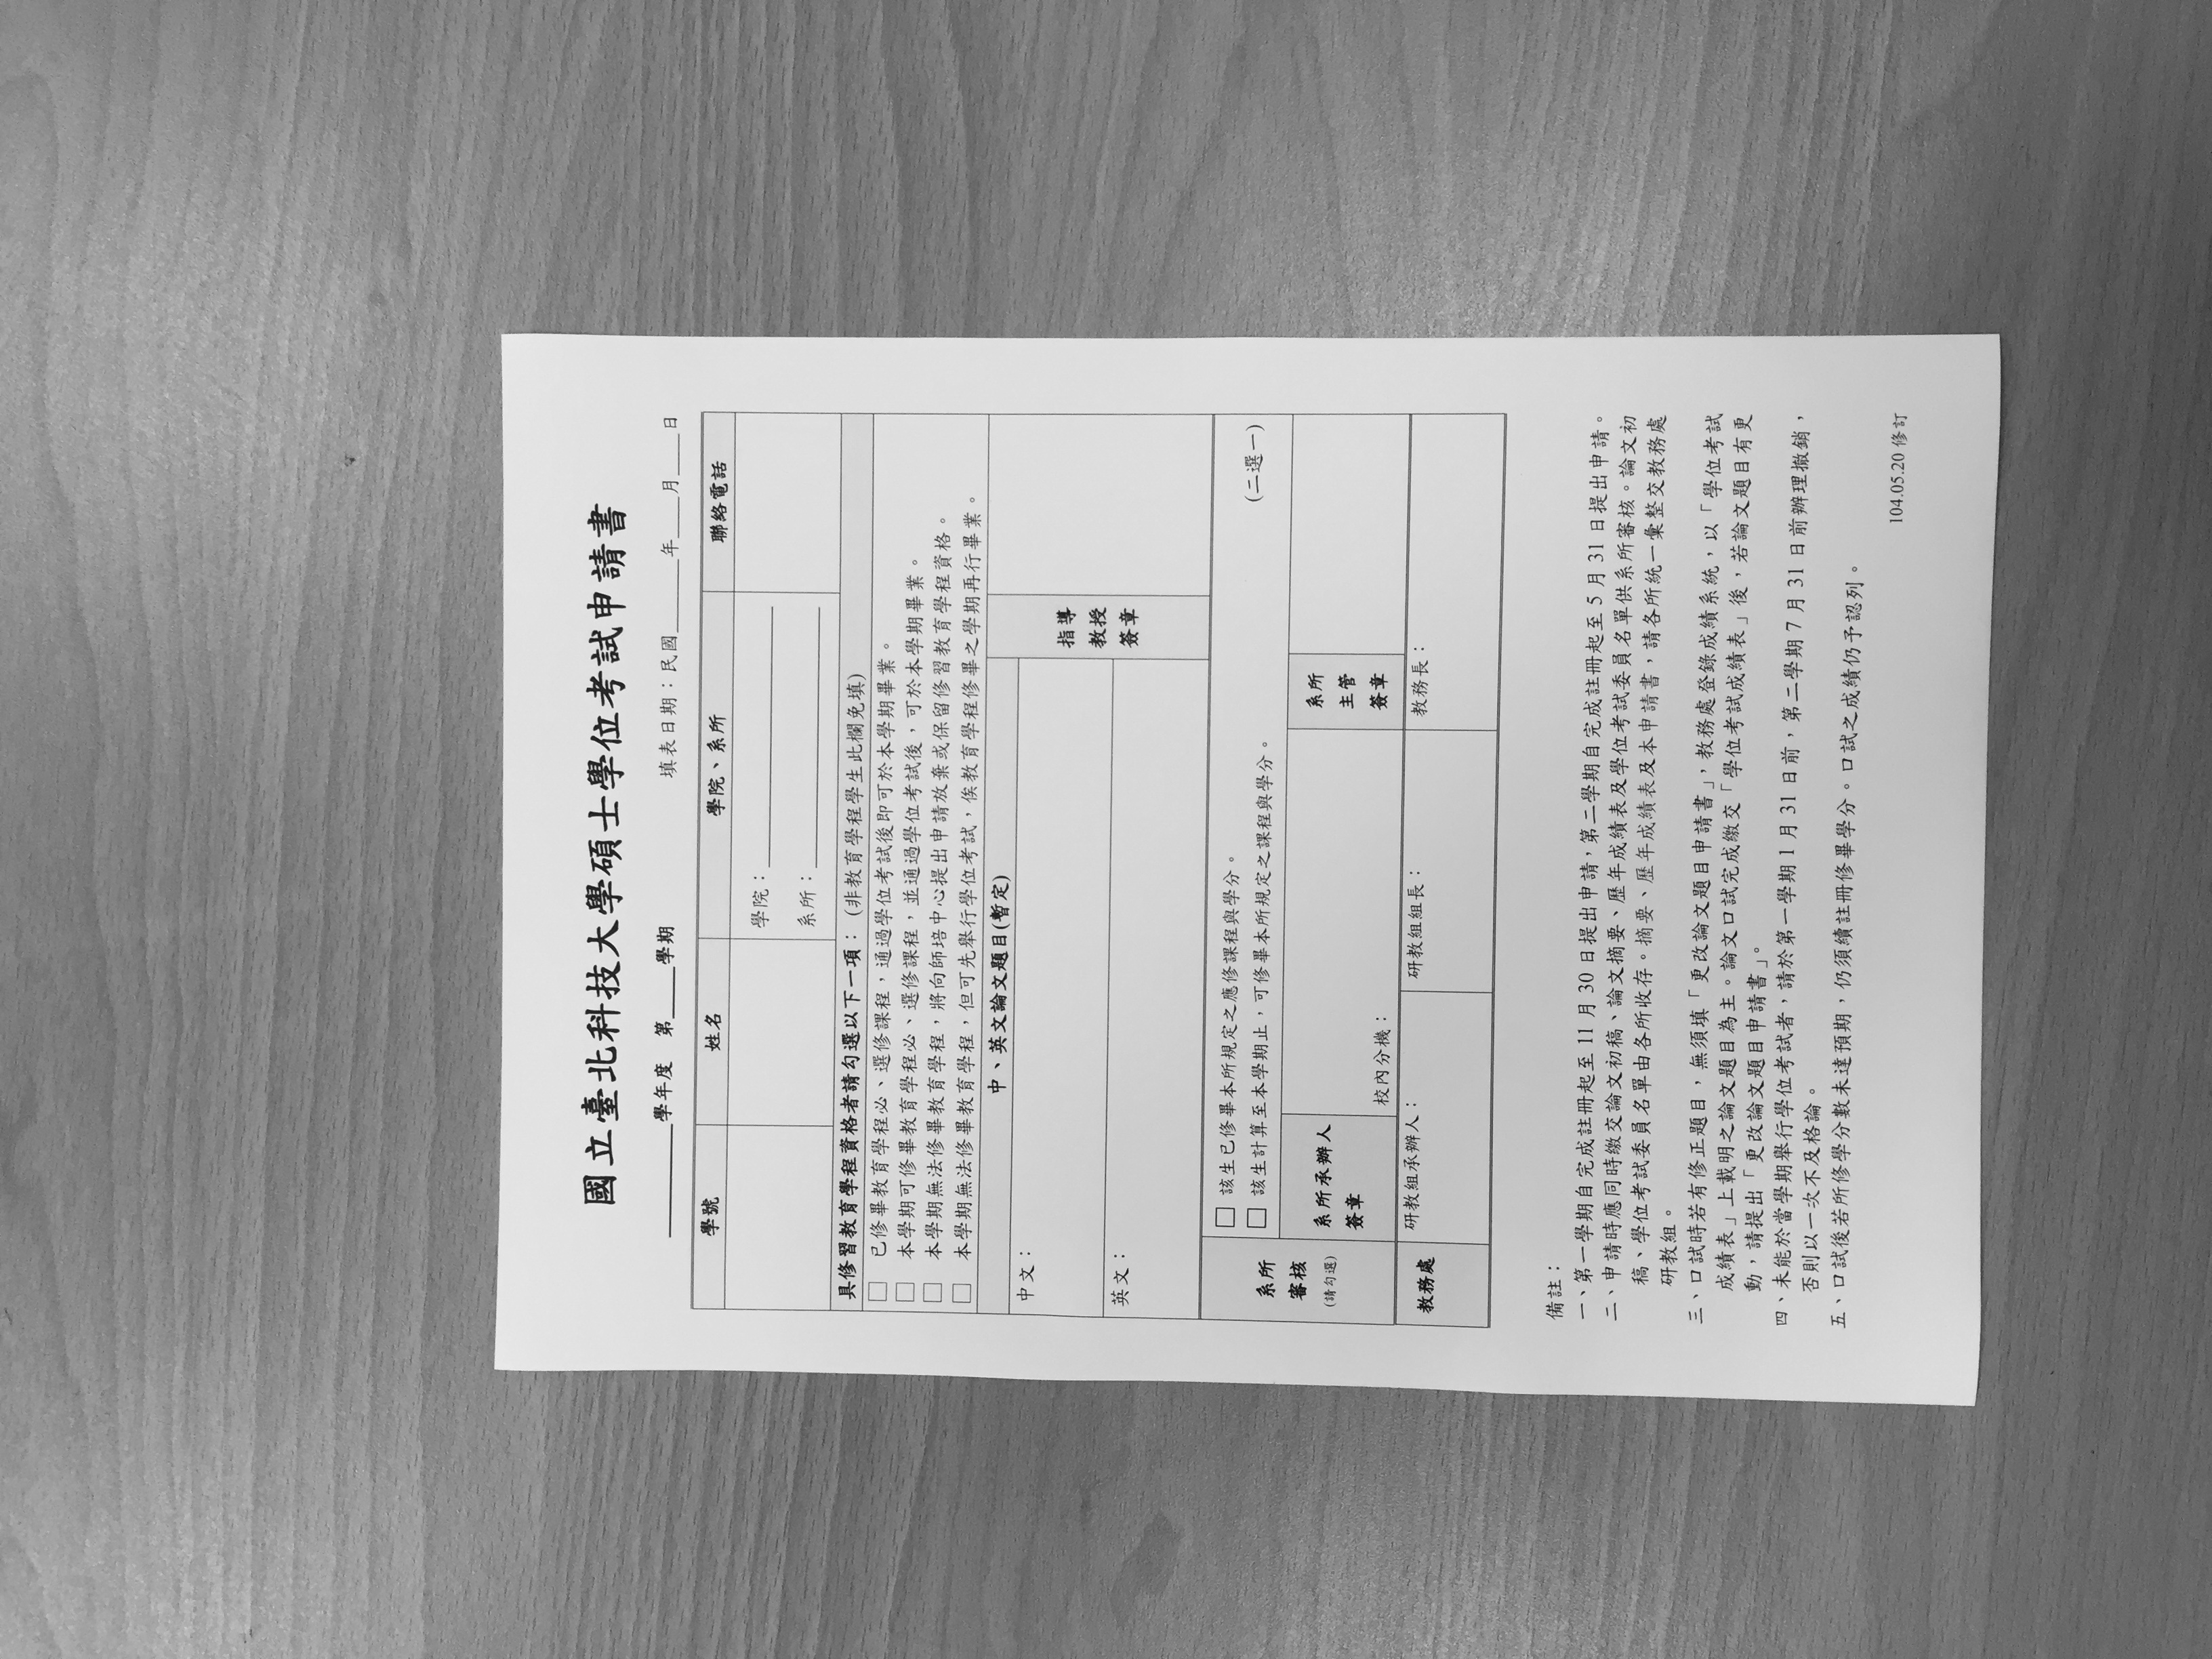 國立臺北科技大學碩士學位考試申請書
＿＿＿學年度 第＿＿學期 填表日期：民國＿＿＿年＿＿月＿＿日
學號 姓名 學院、系所 聯絡電話
學院：
系所：
具修習教育學程資格者請勾選以下一項：(非教育學程學生此欄免填)
□ 已修畢教育學程必、選修課程，通過學位考試後即可於本學期畢業。
□ 本學期可修畢教育學程必、選修課程，並通過學位考試後，可於本學期畢業。
□ 本學期無法修畢教育學程，將向師培中心提出申請放棄或保留修習教育學程資格。
□ 本學期無法修畢教育學程，但可先舉行學位考試，俟教育學程修畢之學期再行畢業。
中、英文論文題目(暫定)
中文：
英文：
指導
教授
簽章
系所
審核
(請勾選)
□ 該生已修畢本所規定之應修課程與學分。
□ 該生計算至本學期止，可修畢本所規定之課程與學分。
(二選一)
系所承辦人
簽章
校內分機：
系所
主管
簽章
教務處 研教組承辦人： 研教組組長： 教務長：
備註：
一、第一學期自完成註冊起至 11 月 30 日提出申請，第二學期自完成註冊起至 5 月 31 日提出申請。
二、申請時應同時繳交論文初稿、論文摘要、歷年成績表及學位考試委員名單供系所審核。論文初
稿、學位考試委員名單由各所收存。摘要、歷年成績表及本申請書，請各所統一彙整交教務處
研教組。
三、口試時若有修正題目，無須填「更改論文題目申請書」，教務處登錄成績系統，以「學位考試
成績表」上載明之論文題目為主。論文口試完成繳交「學位考試成績表」後，若論文題目有更
動，請提出「更改論文題目申請書」。
四、未能於當學期舉行學位考試者，請於第一學期 1 月 31 日前，第二學期 7 月 31 日前辦理撤銷，
否則以一次不及格論。
五、口試後若所修學分數未達預期，仍須續註冊修畢學分。口試之成績仍予認列。
104.05.20 修訂